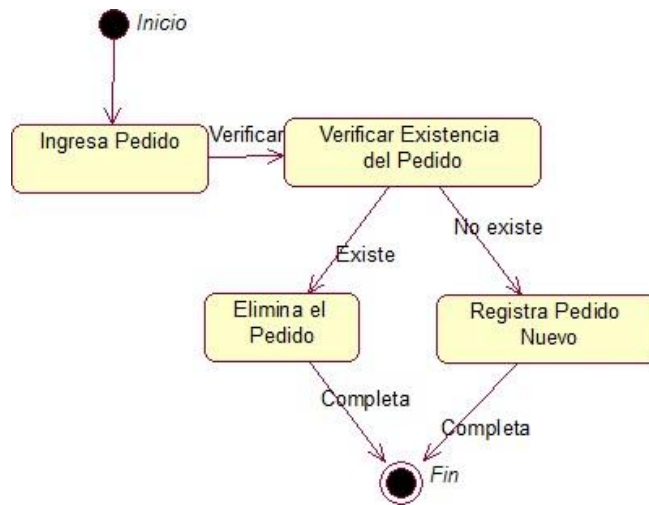 Inicio
Ingresa Pedido
Verificar
Verificar Existencia
del Pedido
Existe
No existe
Elimina el
Pedido
Registra Pedido
Nuevo
Completa
Completa
Fin